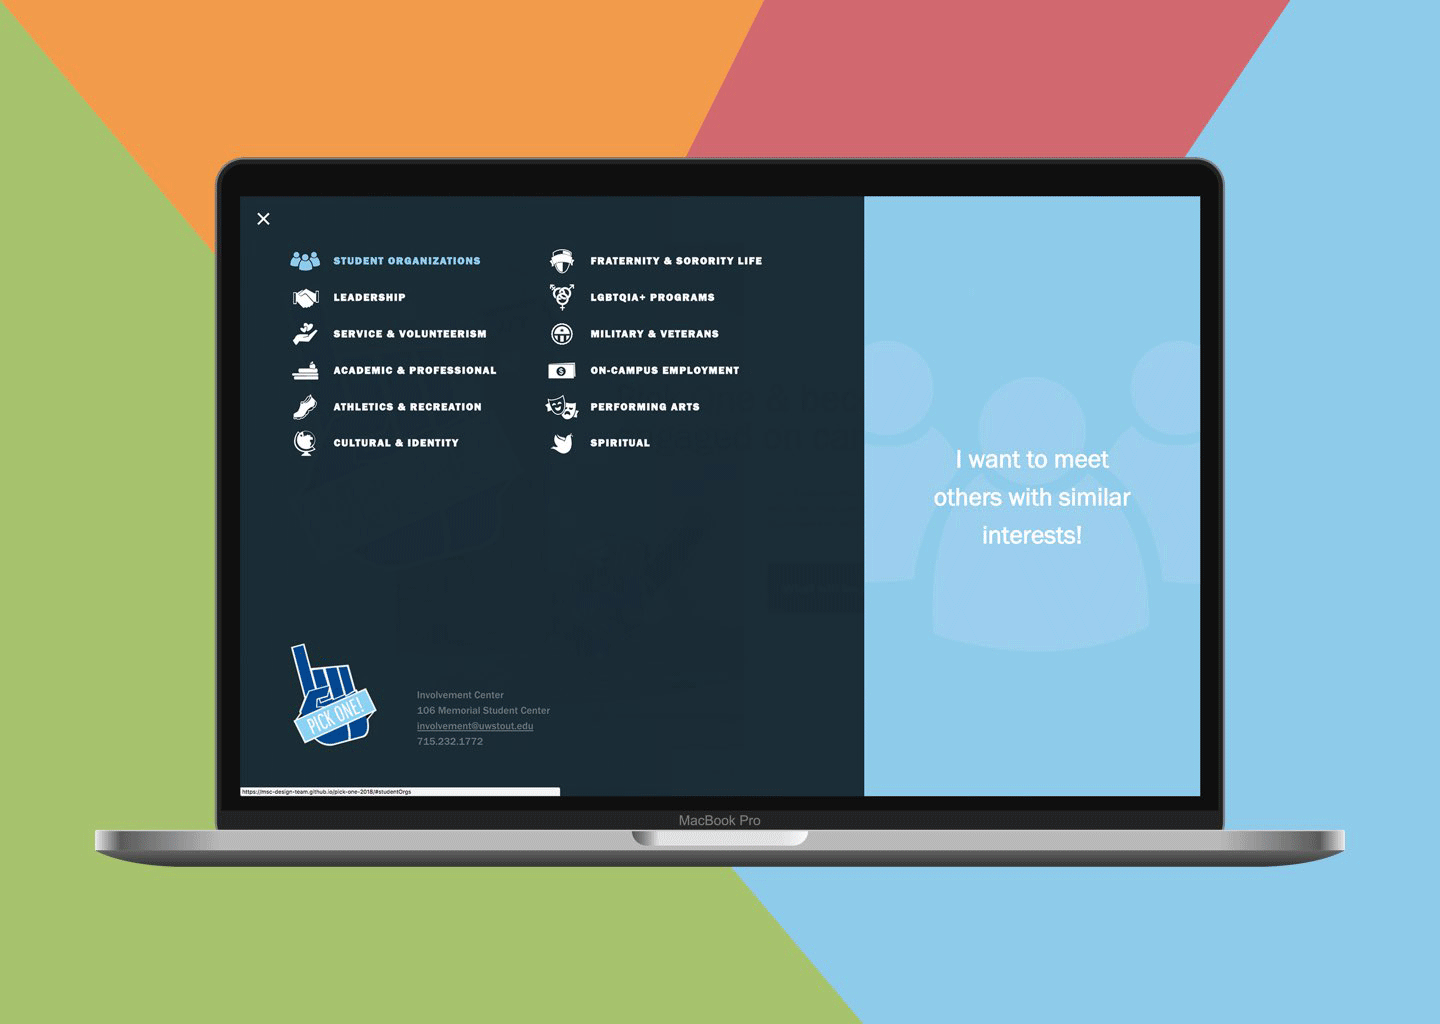 STUDENT ORGANIZATIONS
LEADERSHIP
SERVICE & VOLUNTEERISM
ACADEMIC & PROFESSIONAL
ATHLETICS & RECREATION
CULTURAL & IDENTITY
FRATERNITY & SORORITY LIFE
LGBTQIA+ PROGRAMS
MILITARY & VETERANS
ON-CAMPUS EMPLOYMENT
PERFORMING ARTS
SPIRITUAL
I want to meet
others with similar
interests!
PICK ONE!
Involvement Center
106 Memorial Student Center
involvement@uwstout.edu
715.232.1772
https://msc-design-team.github.io/pick-one-2018/#studentOrgs
MacBook Pro